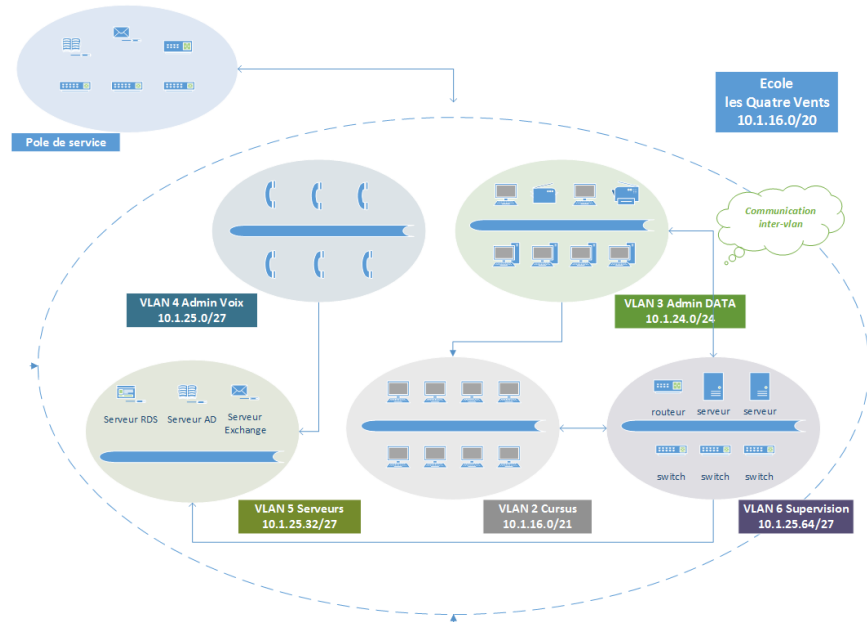 Ecole
les Quatre Vents
10.1.16.0/20
Pole de service
Communication
inter-vlan
VLAN 4 Admin Voix
10.1.25.0/27
VLAN 3 Admin DATA
10.1.24.0/24
Serveur RDS
Serveur AD
Serveur
Exchange
routeur
serveur
serveur
switch
switch
switch
VLAN 5 Serveurs
10.1.25.32/27
VLAN 2 Cursus
10.1.16.0/21
VLAN 6 Supervision
10.1.25.64/27